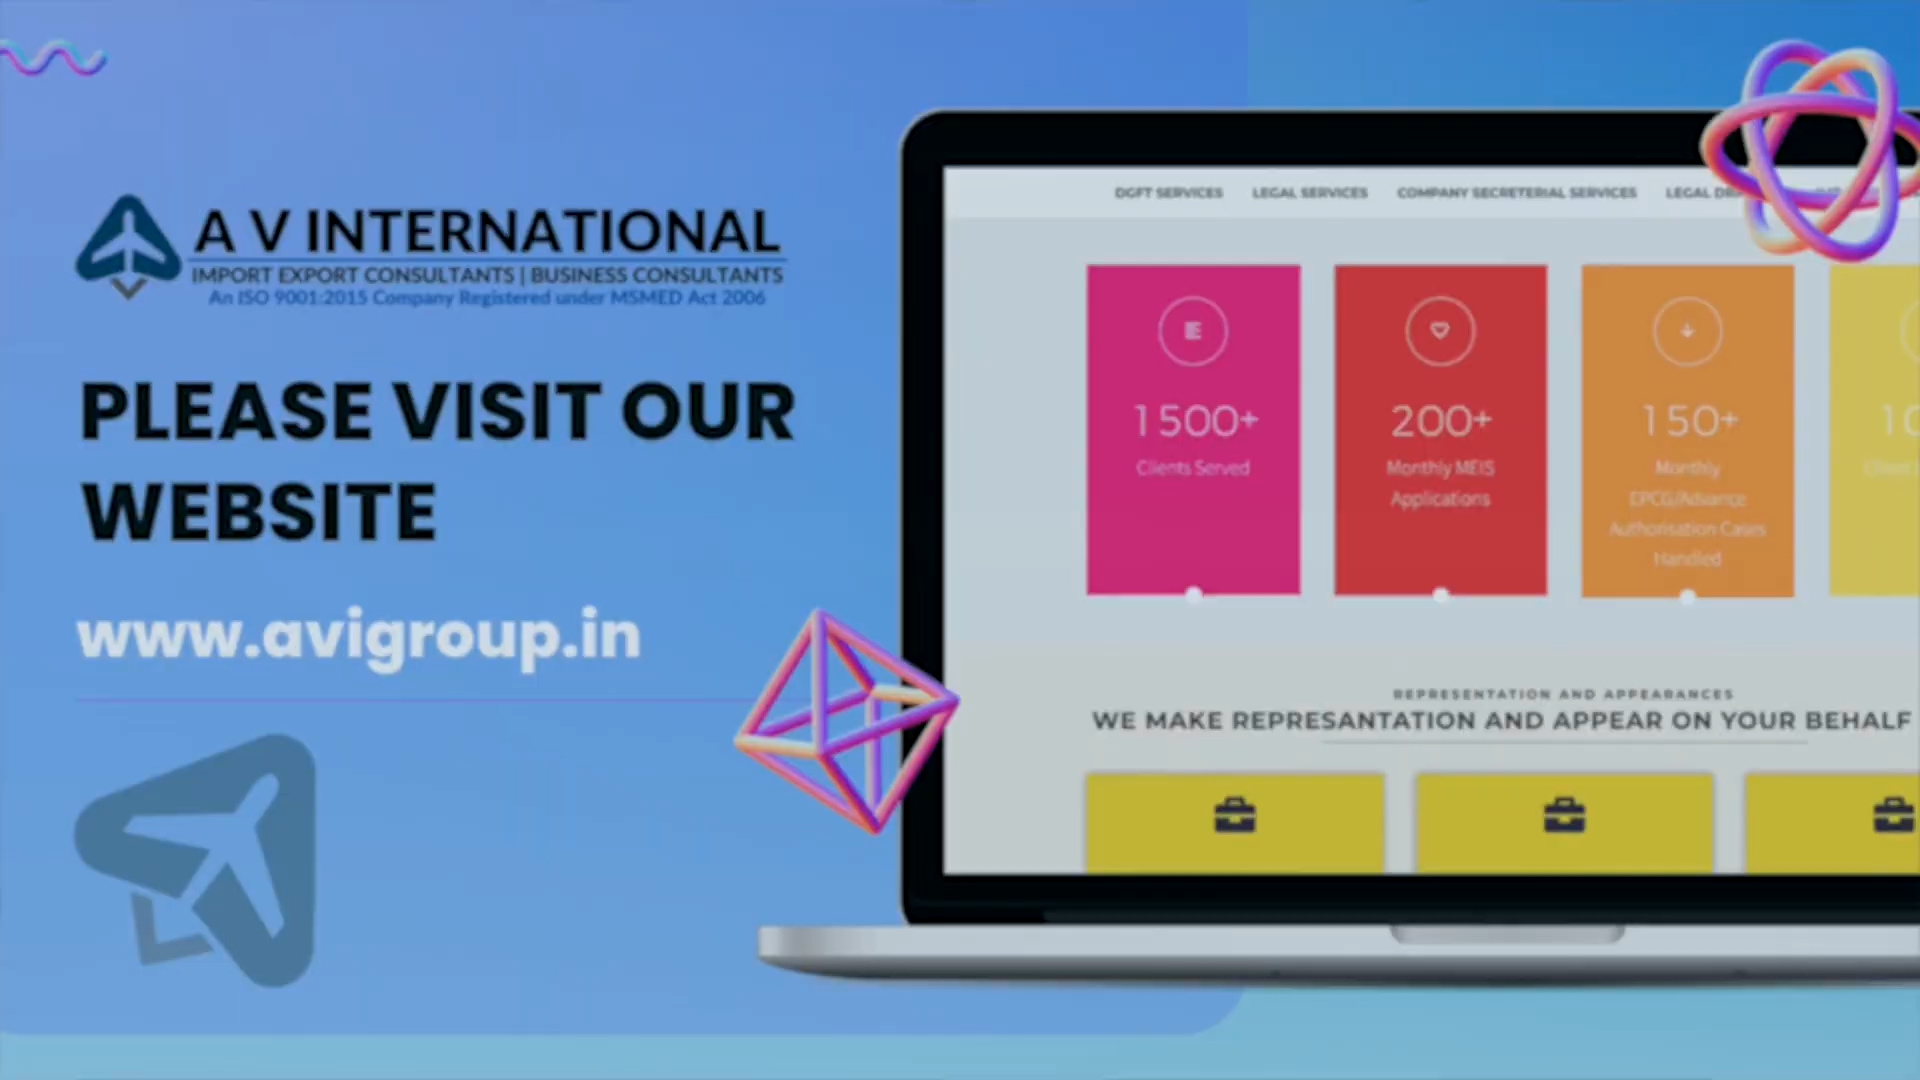 A V INTERNATIONAL
IMPORT EXPORT CONSULTANTS | BUSINESS CONSULTANTS
An ISO 9001:2015 Company Registered under MSMED Act 2006
PLEASE VISIT OUR
WEBSITE
www.avigroup.in
DGFT SERVICES LEGAL SERVICES COMPANY SECRETERIAL SERVICES LEGAL
1500+
Clients Served
200+
Monthly MEIS
Applications
150+
Monthly
EPCG/Advance
Authorisation Cases
Handled
REPRESENTATION AND APPEARANCES
WE MAKE REPRESANTATION AND APPEAR ON YOUR BEHALF